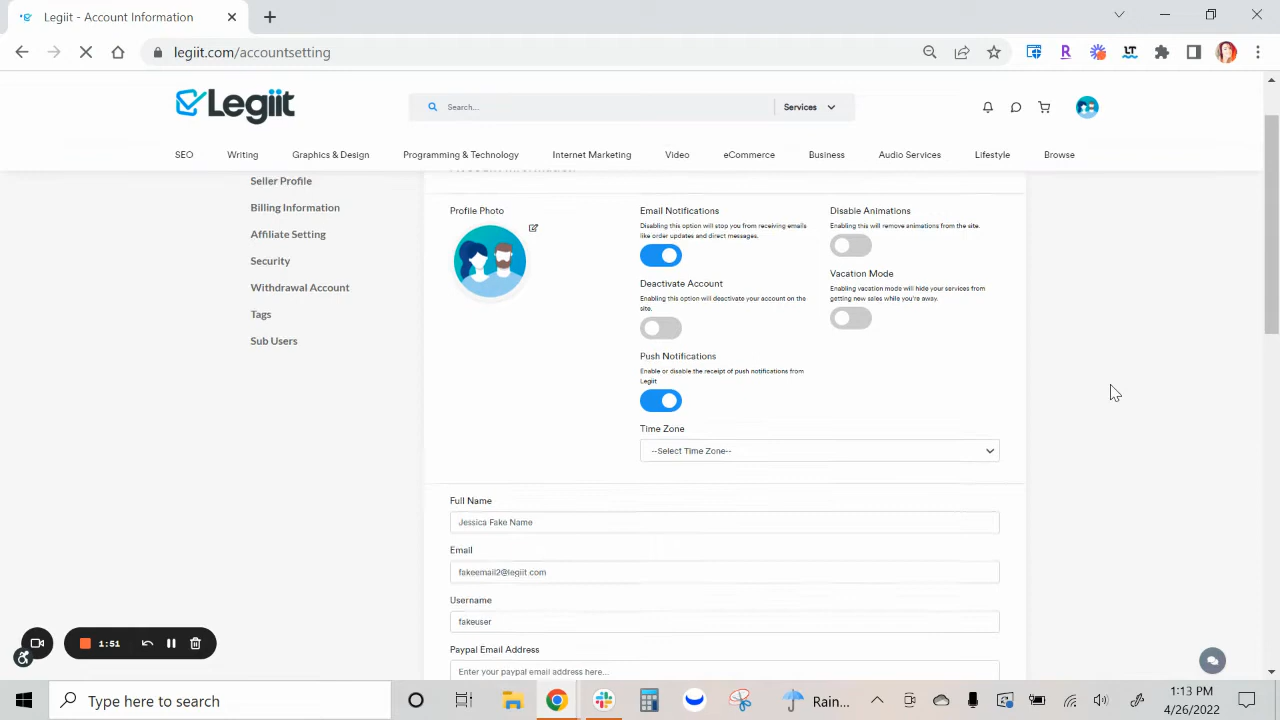 Legiit - Account Information
legiit.com/accountsetting
R
LT
Legiit
Search...
Services
SEO
Writing
Graphics & Design
Programming & Technology
Internet Marketing
Video
eCommerce
Business
Audio Services
Lifestyle
Browse
Account Information
Seller Profile
Billing Information
Affiliate Setting
Security
Withdrawal Account
Tags
Sub Users
Profile Photo
Email Notifications
Disabling this option will stop you from receiving emails
like order updates and direct messages.
Deactivate Account
Enabling this option will deactivate your account on the
site.
Push Notifications
Enable or disable the receipt of push notifications from
Legiit
Disable Animations
Enabling this will remove animations from the site.
Vacation Mode
Enabling vacation mode will hide your services from
getting new sales while you're away.
Time Zone
--Select Time Zone--
Full Name
Jessica Fake Name
Email
fakeemail2@legiit.com
Username
fakeuser
Paypal Email Address
Enter your paypal email address here...
1:51
Type here to search
Rain...
1:13 PM
4/26/2022